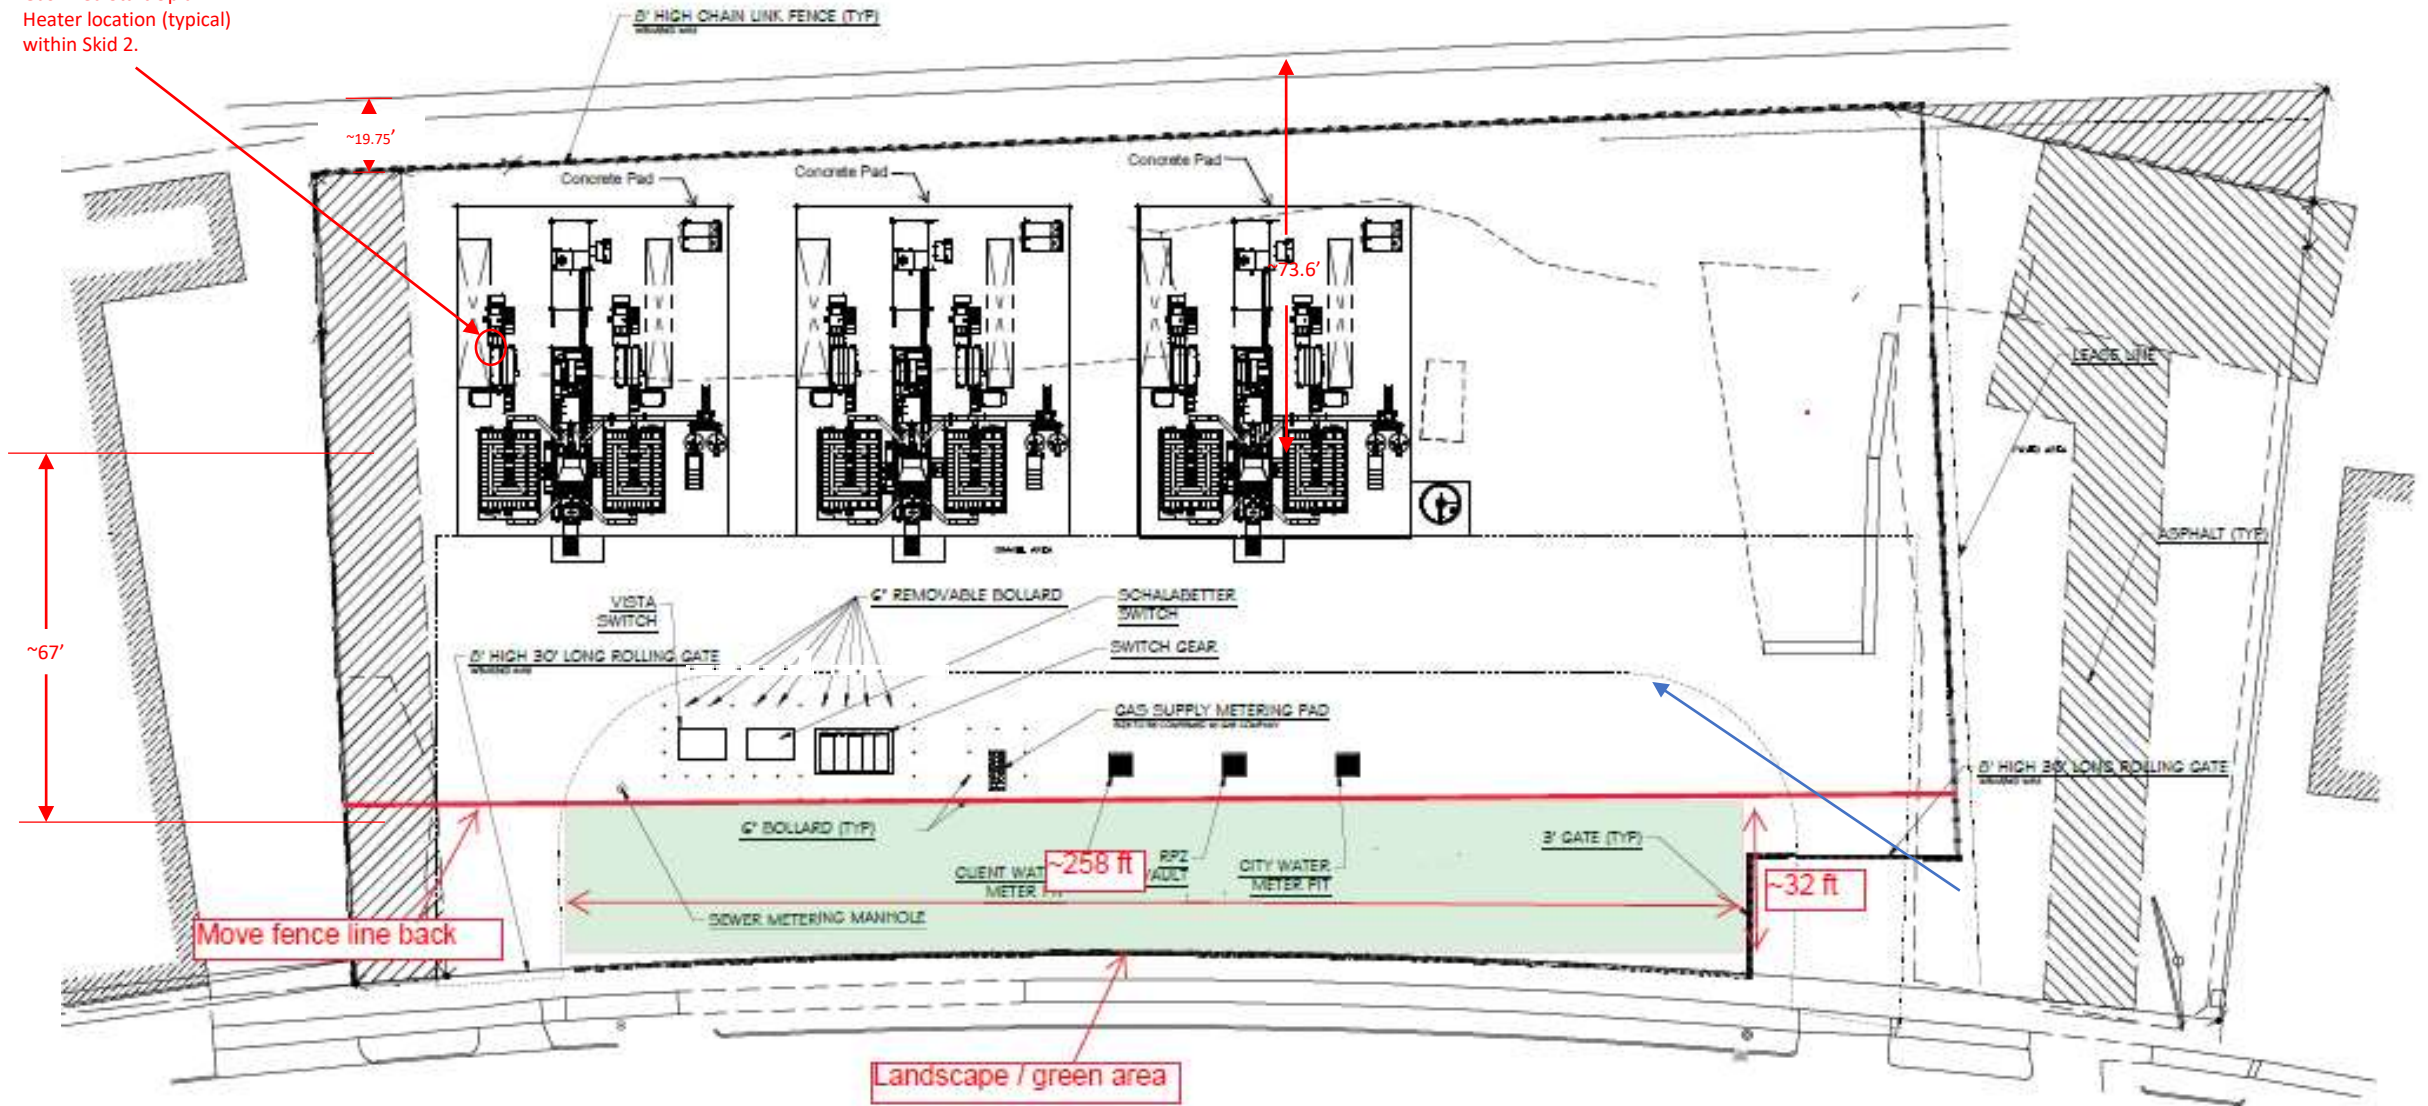 Heater location (typical)
within Skid 2.
8' HIGH CHAIN LINK FENCE (TYP)
~19.75'
Concrete Pad
Concrete Pad
Concrete Pad
~73.6'
LEASE LINE
ASPHALT (TYP)
GRAVEL AREA
VISTA
SWITCH
6" REMOVABLE BOLLARD
SCHALABETTER
SWITCH
SWITCH GEAR
~67'
8' HIGH 30' LONG ROLLING GATE
GAS SUPPLY METERING PAD
8' HIGH 30' LONG ROLLING GATE
6" BOLLARD (TYP)
3' GATE (TYP)
~258 ft
RPZ
VAULT
CITY WATER
METER PIT
CLIENT
METER
~32 ft
SEWER METERING MANHOLE
Move fence line back
Landscape / green area